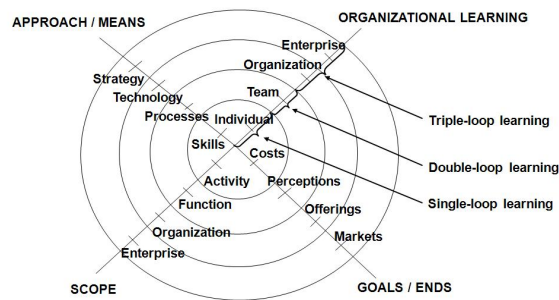 APPROACH / MEANS
ORGANIZATIONAL LEARNING
Enterprise
Organization
Team
Individual
Strategy
Technology
Processes
Skills
Costs
Perceptions
Offerings
Markets
Activity
Function
Organization
Enterprise
Triple-loop learning
Double-loop learning
Single-loop learning
SCOPE
GOALS / ENDS